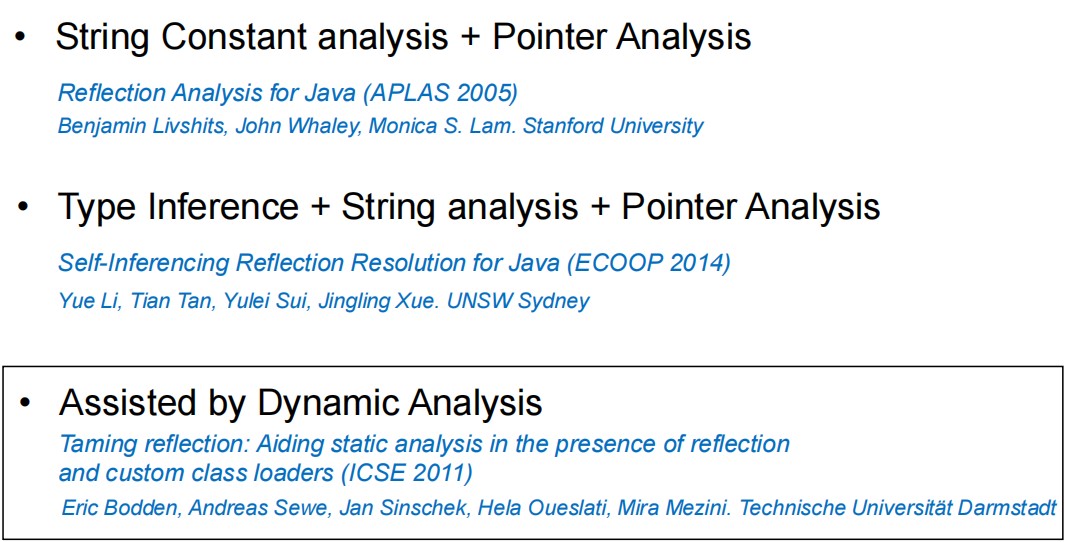 • String Constant analysis + Pointer Analysis
Reflection Analysis for Java (APLAS 2005)
Benjamin Livshits, John Whaley, Monica S. Lam. Stanford University
• Type Inference + String analysis + Pointer Analysis
Self-Inferencing Reflection Resolution for Java (ECOOP 2014)
Yue Li, Tian Tan, Yulei Sui, Jingling Xue. UNSW Sydney
• Assisted by Dynamic Analysis
Taming reflection: Aiding static analysis in the presence of reflection
and custom class loaders (ICSE 2011)
Eric Bodden, Andreas Sewe, Jan Sinschek, Hela Oueslati, Mira Mezini. Technische Universität Darmstadt